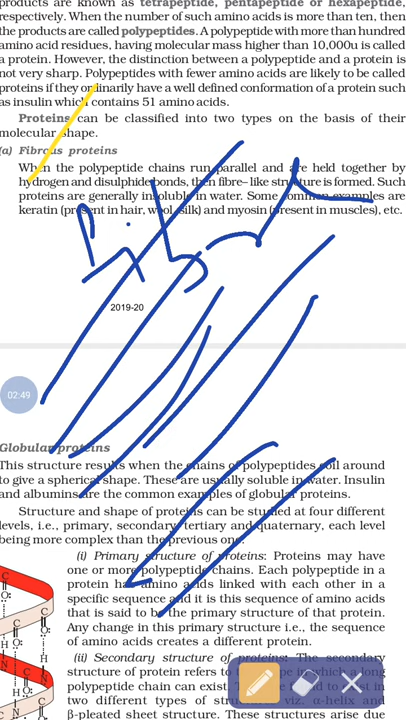 products are known as tetrapeptide, pentapeptide or hexapeptide,
respectively. When the number of such amino acids is more than ten, then
the products are called polypeptides. A polypeptide with more than hundred
amino acid residues, having molecular mass higher than 10,000u is called
a protein. However, the distinction between a polypeptide and a protein is
not very sharp. Polypeptides with fewer amino acids are likely to be called
proteins if they ordinarily have a well defined conformation of a protein such
as insulin which contains 51 amino acids.
Proteins can be classified into two types on the basis of their
molecular shape.
(a) Fibrous proteins
When the polypeptide chains run parallel and are held together by
hydrogen and disulphide bonds, then fibre– like structure is formed. Such
proteins are generally insoluble in water. Some common examples are
keratin (present in hair, wool, silk) and myosin (present in muscles), etc.
2019-20
02:49
Globular proteins
This structure results when the chains of polypeptides coil around
to give a spherical shape. These are usually soluble in water. Insulin
and albumins are the common examples of globular proteins.
Structure and shape of proteins can be studied at four different
levels, i.e., primary, secondary, tertiary and quaternary, each level
being more complex than the previous one.
(i) Primary structure of proteins: Proteins may have
one or more polypeptide chains. Each polypeptide in a
protein has amino acids linked with each other in a
specific sequence and it is this sequence of amino acids
that is said to be the primary structure of that protein.
Any change in this primary structure i.e., the sequence
of amino acids creates a different protein.
(ii) Secondary structure of proteins: The secondary
structure of protein refers to in which a long
polypeptide chain can exist. to exist in
two different types of structures viz. α-helix and
β-pleated sheet structure. These structures arise due
C
O:
H
N
C
O:
H
N
C
O:
H
N
C
O: